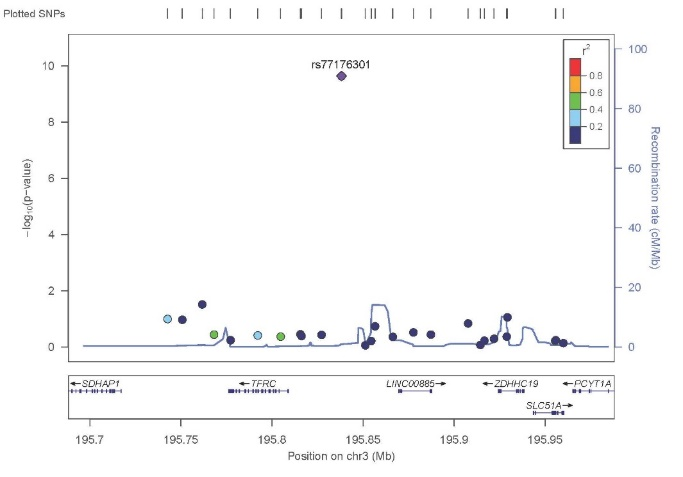 Plotted SNPs
rs77176301
r²
0.8
0.6
0.4
0.2
10
8
6
4
2
0
−log₁₀(p−value)
100
80
60
40
20
0
Recombination rate (cM/Mb)
←SDHAP1
←TFRC
LINC00885→
←ZDHHC19
←PCYT1A
SLC51A→
195.7
195.75
195.8
195.85
195.9
195.95
Position on chr3 (Mb)